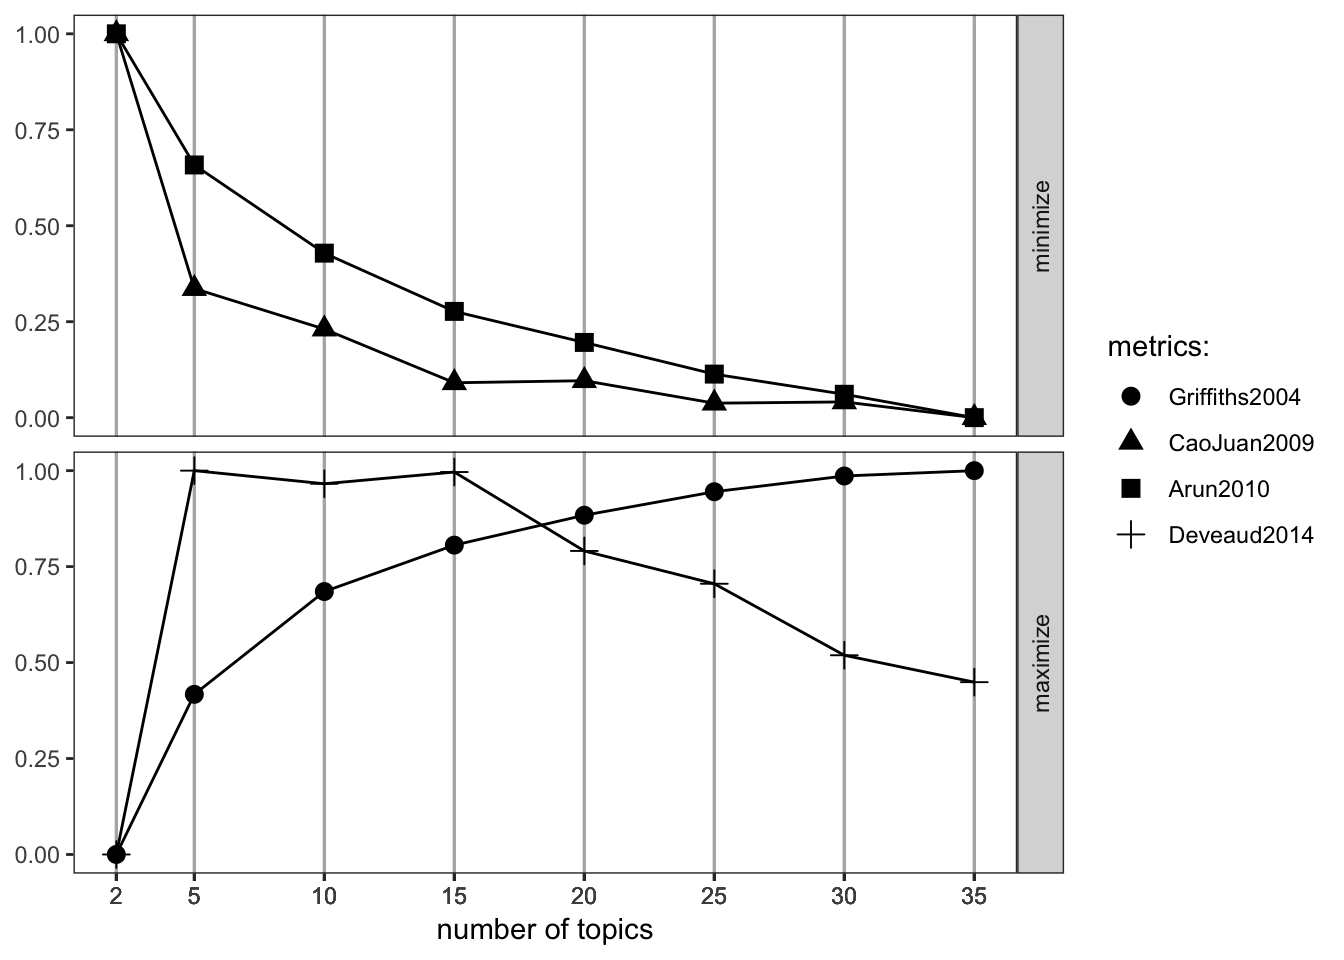 1.00
0.75
0.50
0.25
0.00
minimize
1.00
0.75
0.50
0.25
0.00
maximize
2 5 10 15 20 25 30 35
number of topics
metrics:
Griffiths2004
CaoJuan2009
Arun2010
Deveaud2014